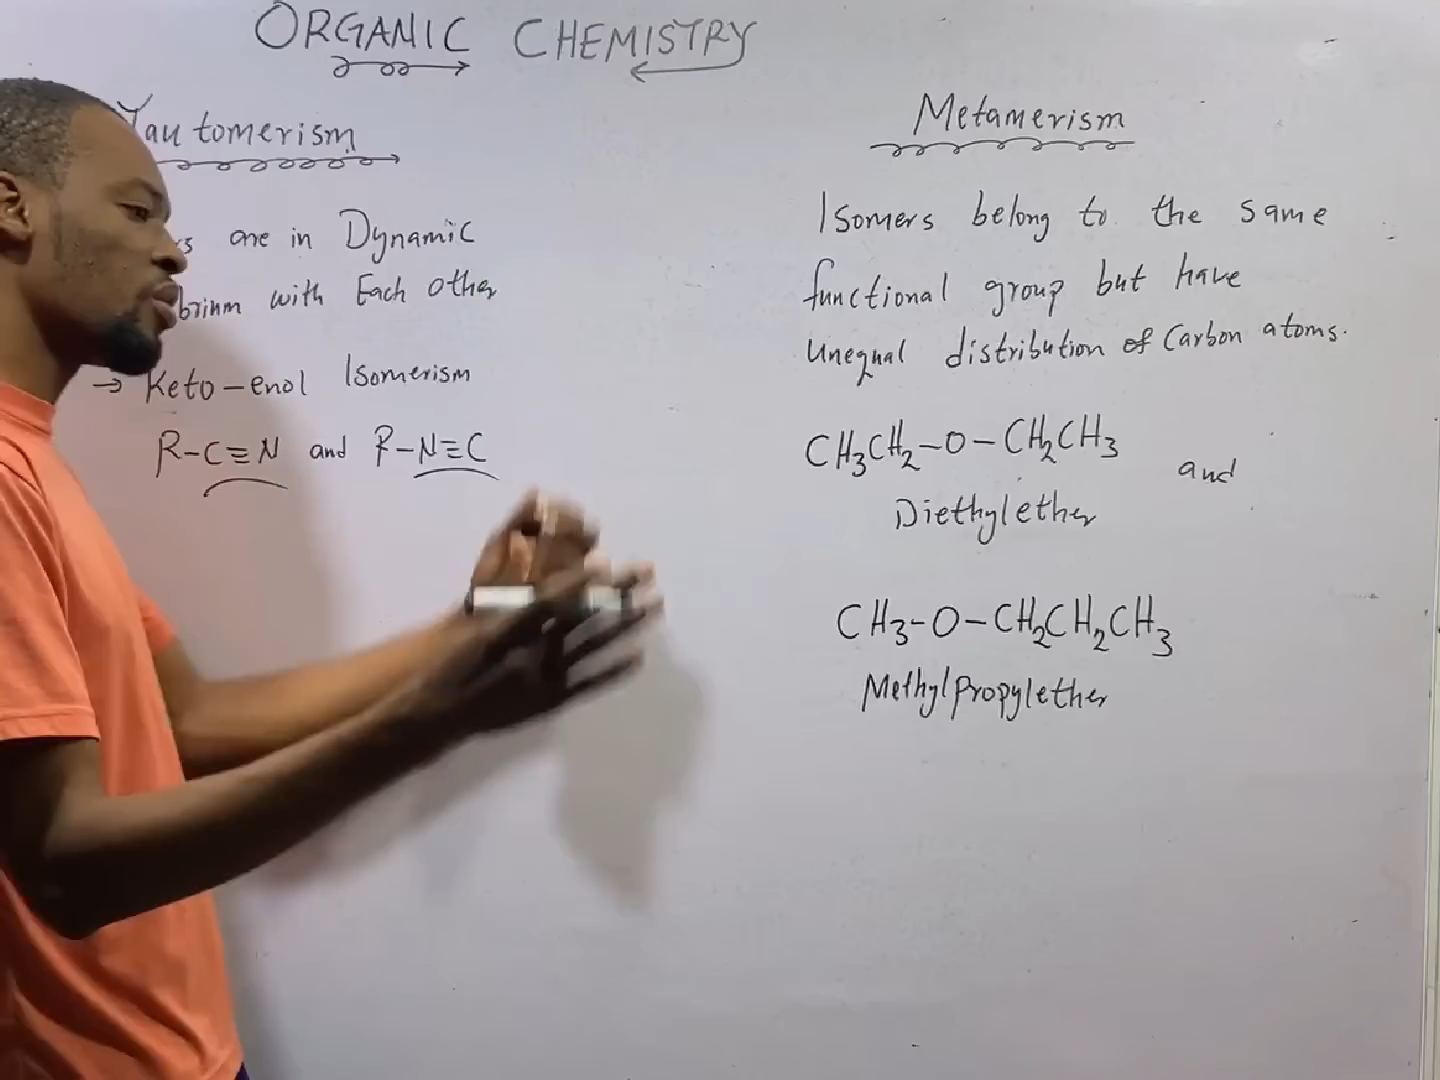 ORGANIC CHEMISTRY
Tautomerism
are in Dynamic
with Each Other
→ Keto-enol Isomerism
R-C≡N and R-N≡C
Metamerism
Isomers belong to the same
functional group but have
unequal distribution of Carbon atoms.
CH₃CH₂-O-CH₂CH₃ and
Diethylether
CH₃-O-CH₂CH₂CH₃
Methylpropylether